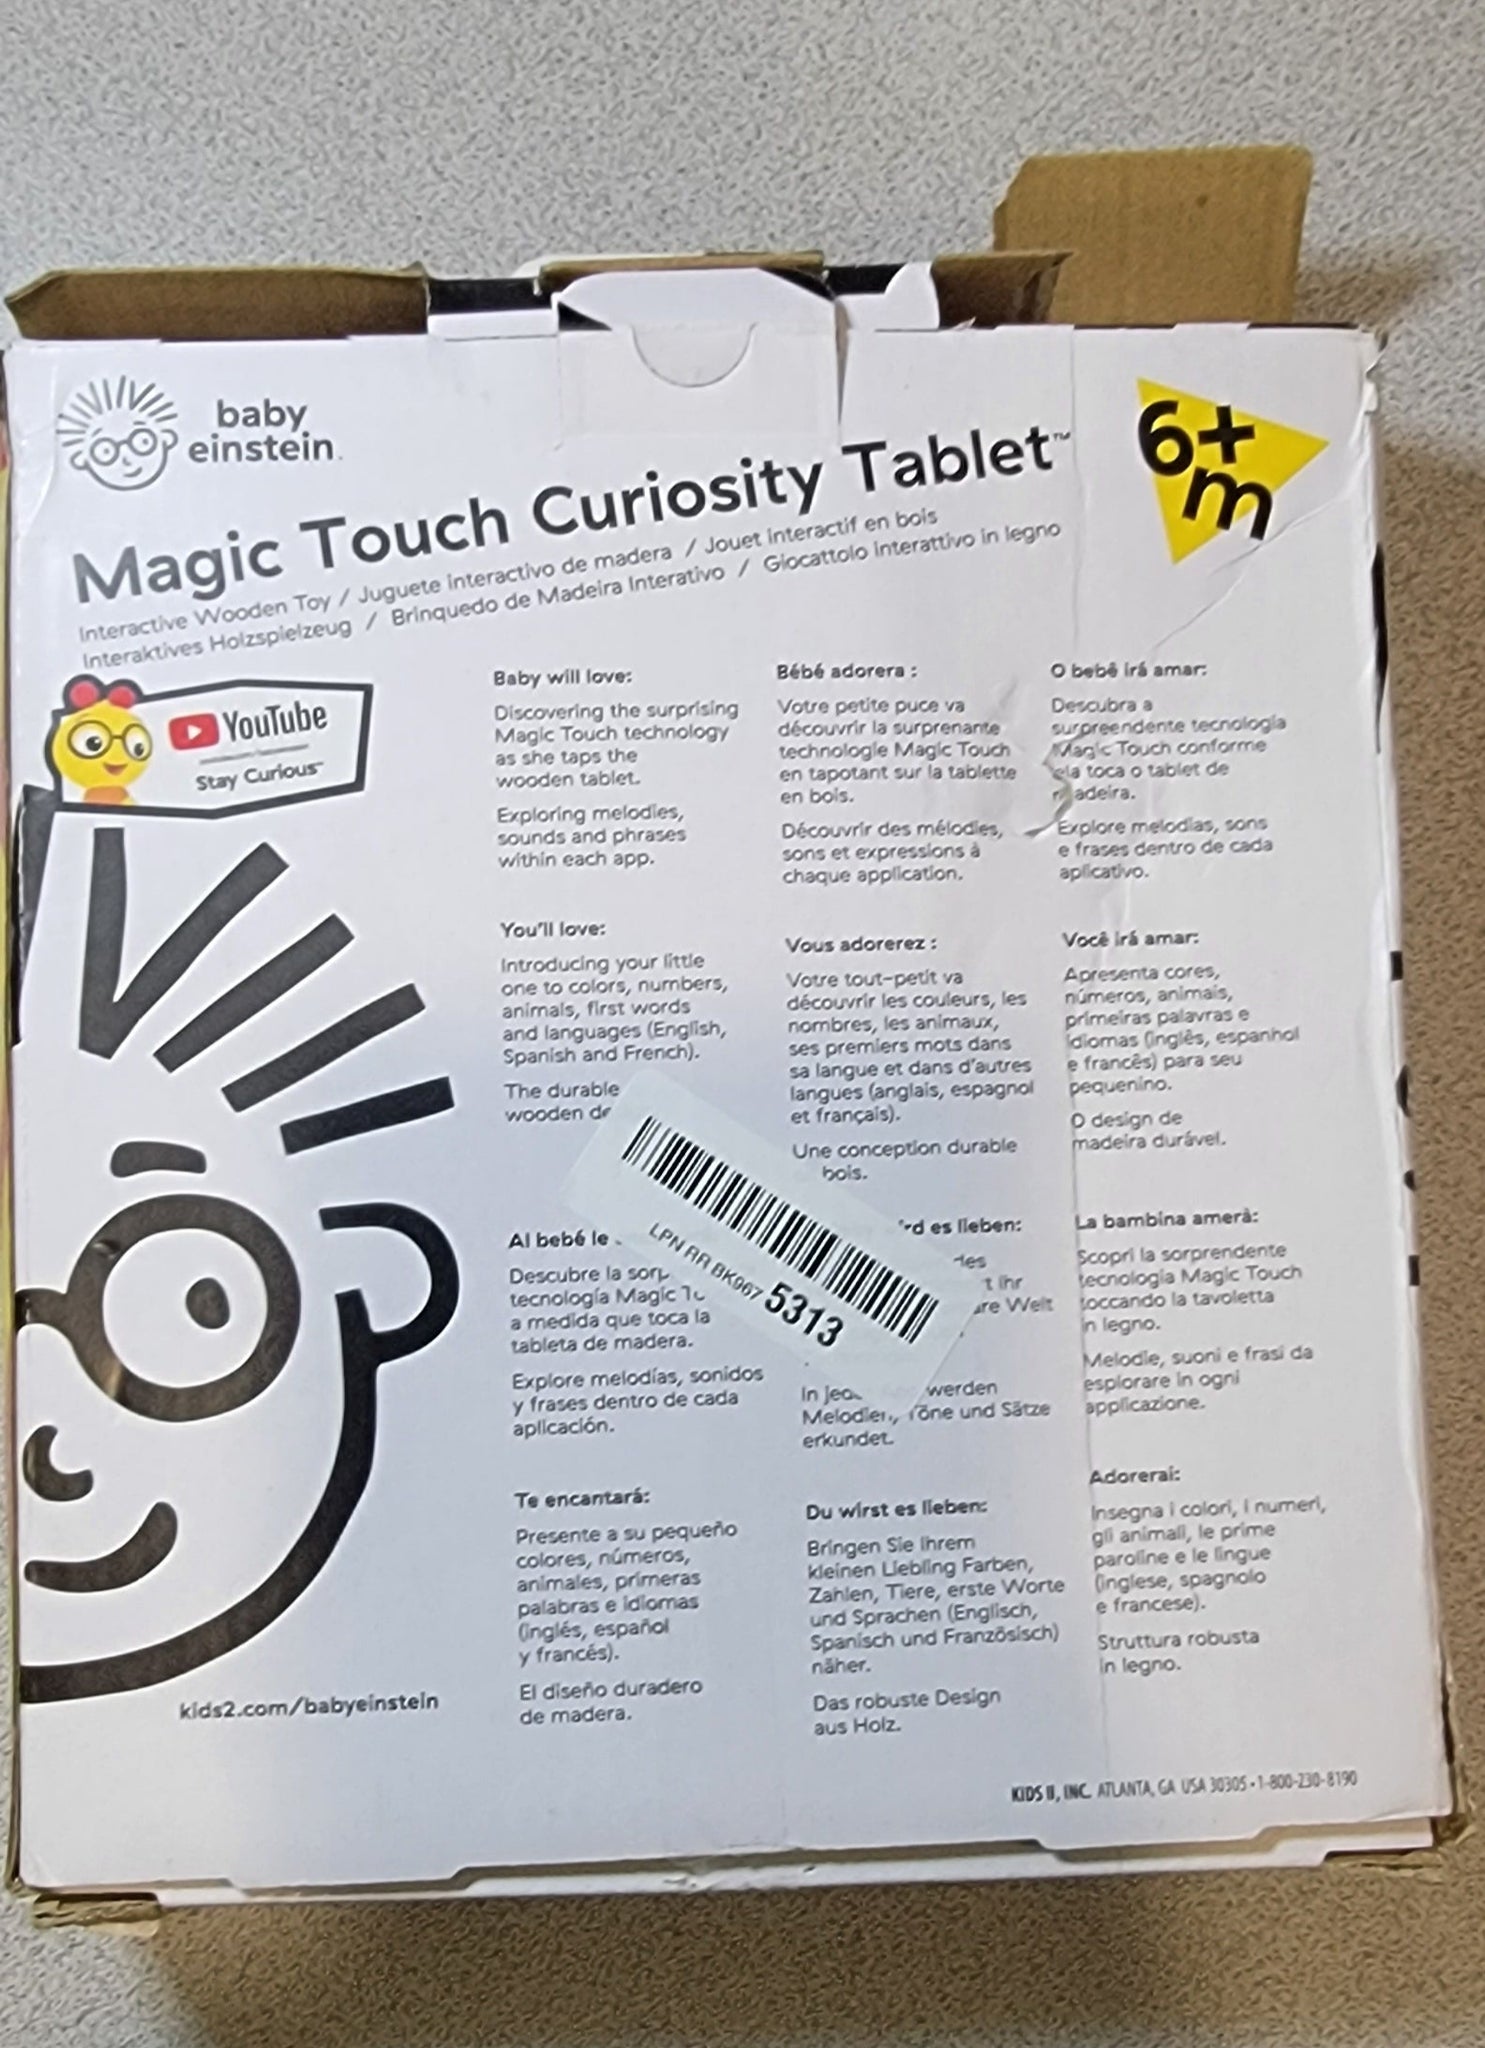 baby
einstein.
Magic Touch Curiosity Tablet™
6+
m
Interactive Wooden Toy / Juguete interactivo de madera / Jouet interactif en bois
Interaktives Holzspielzeug / Brinquedo de Madeira Interativo / Giocattolo interattivo in legno
YouTube
Stay Curious™
Baby will love:
Discovering the surprising
Magic Touch technology
as she taps the
wooden tablet.
Exploring melodies,
sounds and phrases
within each app.
You'll love:
Introducing your little
one to colors, numbers,
animals, first words
and languages (English,
Spanish and French).
The durable
wooden
Al bebé le
Descubre la
tecnología Magic
a medida que toca la
tableta de madera.
Explore melodías, sonidos
y frases dentro de cada
aplicación.
Te encantará:
Presente a su pequeño
colores, números,
animales, primeras
palabras e idiomas
(inglés, español
y francés).
El diseño duradero
de madera.
Bébé adorera :
Votre petite puce va
découvrir la surprenante
technologie Magic Touch
en tapotant sur la tablette
en bois.
Découvrir des mélodies,
sons et expressions à
chaque application.
Vous adorerez :
Votre tout-petit va
découvrir les couleurs, les
nombres, les animaux,
ses premiers mots dans
sa langue et dans d'autres
langues (anglais, espagnol
et français).
Une conception durable
bois.
es lieben:
Ihr
Welt
In werden
Töne und Sätze
erkundet.
Du wirst es lieben:
Bringen Sie Ihrem
kleinen Liebling Farben,
Zahlen, Tiere, erste Worte
und Sprachen (Englisch,
Spanisch und Französisch)
näher.
Das robuste Design
aus Holz.
O bebê irá amar:
Descubra a
surpreendente tecnologia
Magic Touch conforme
ela toca o tablet de
madeira.
Explore melodias, sons
e frases dentro de cada
aplicativo.
Você irá amar:
Apresenta cores,
números, animais,
primeiras palavras e
idiomas (inglês, espanhol
e francês) para seu
pequenino.
O design de
madeira durável.
La bambina amerà:
Scopri la sorprendente
tecnologia Magic Touch
toccando la tavoletta
in legno.
Melodie, suoni e frasi da
esplorare in ogni
applicazione.
Adorerai:
Insegna i colori, i numeri,
gli animali, le prime
paroline e le lingue
(inglese, spagnolo
e francese).
Struttura robusta
in legno.
LPN RR BK967 5313
kids2.com/babyeinstein
KIDS II, INC. ATLANTA, GA USA 30305 • 1-800-230-8190